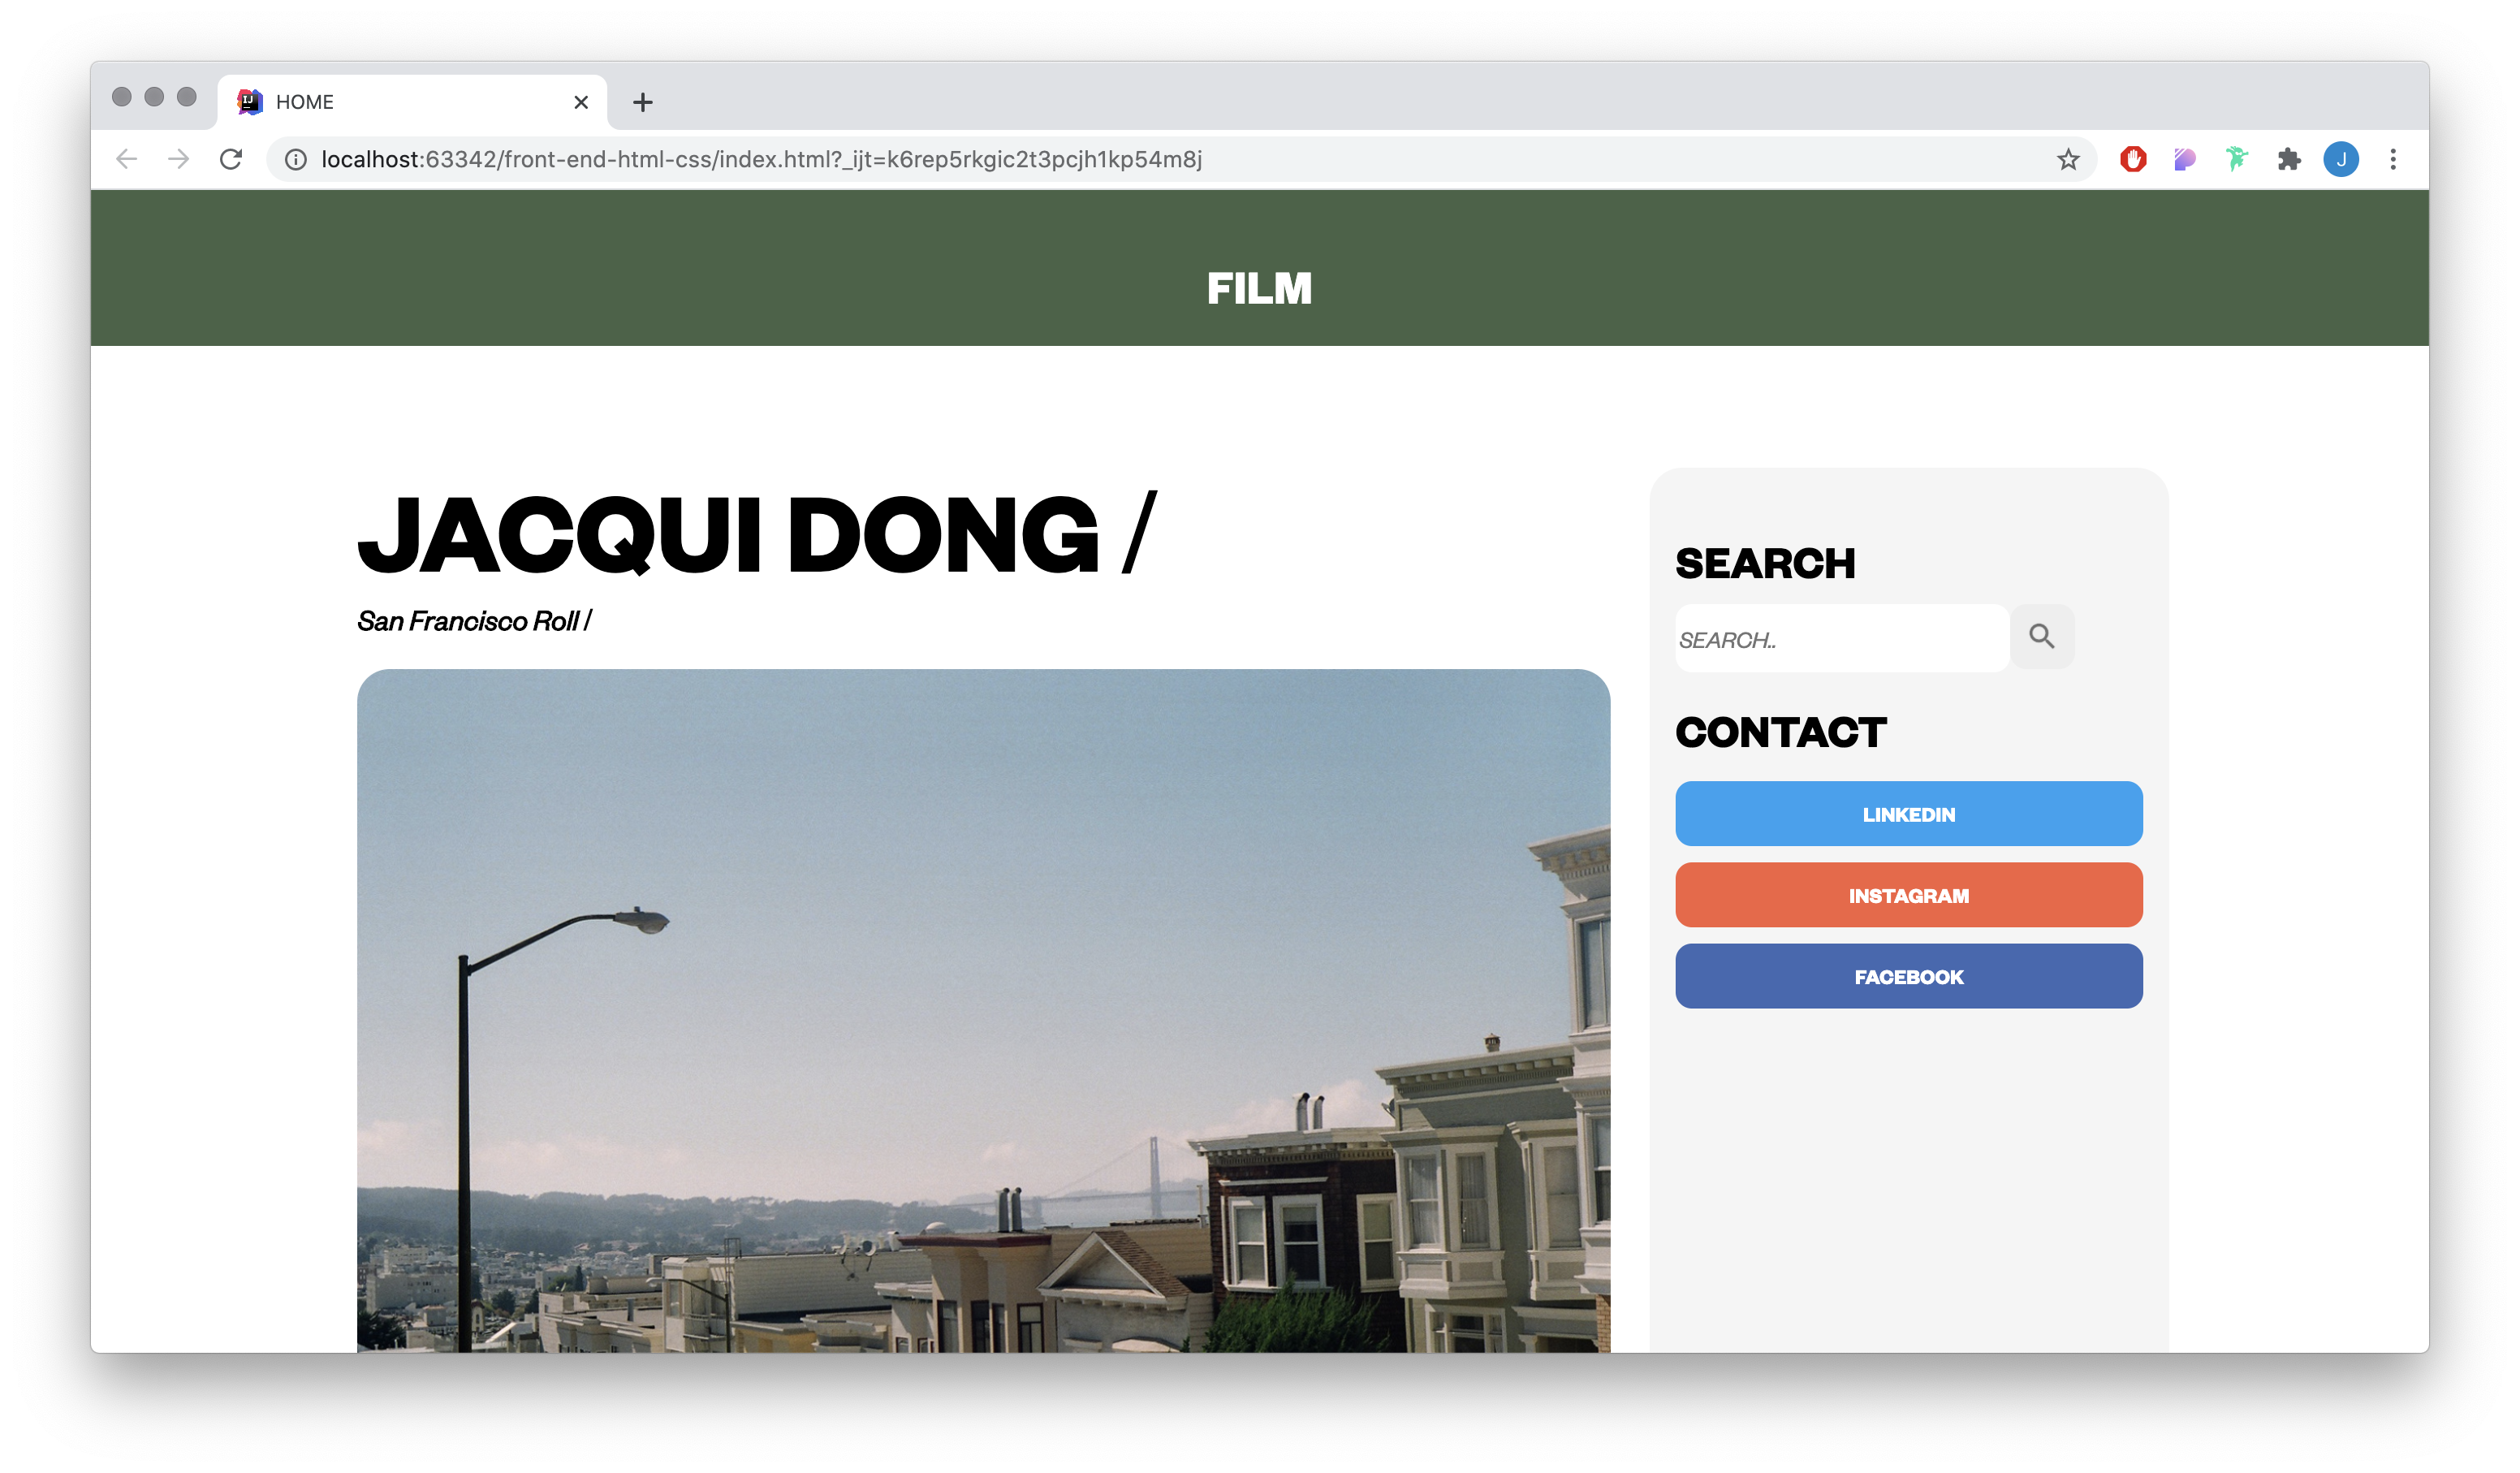 HOME
localhost:63342/front-end-html-css/index.html?_ijt=k6rep5rkgic2t3pcjh1kp54m8j
J
FILM
JACQUI DONG /
San Francisco Roll /
SEARCH
SEARCH..
CONTACT
LINKEDIN
INSTAGRAM
FACEBOOK